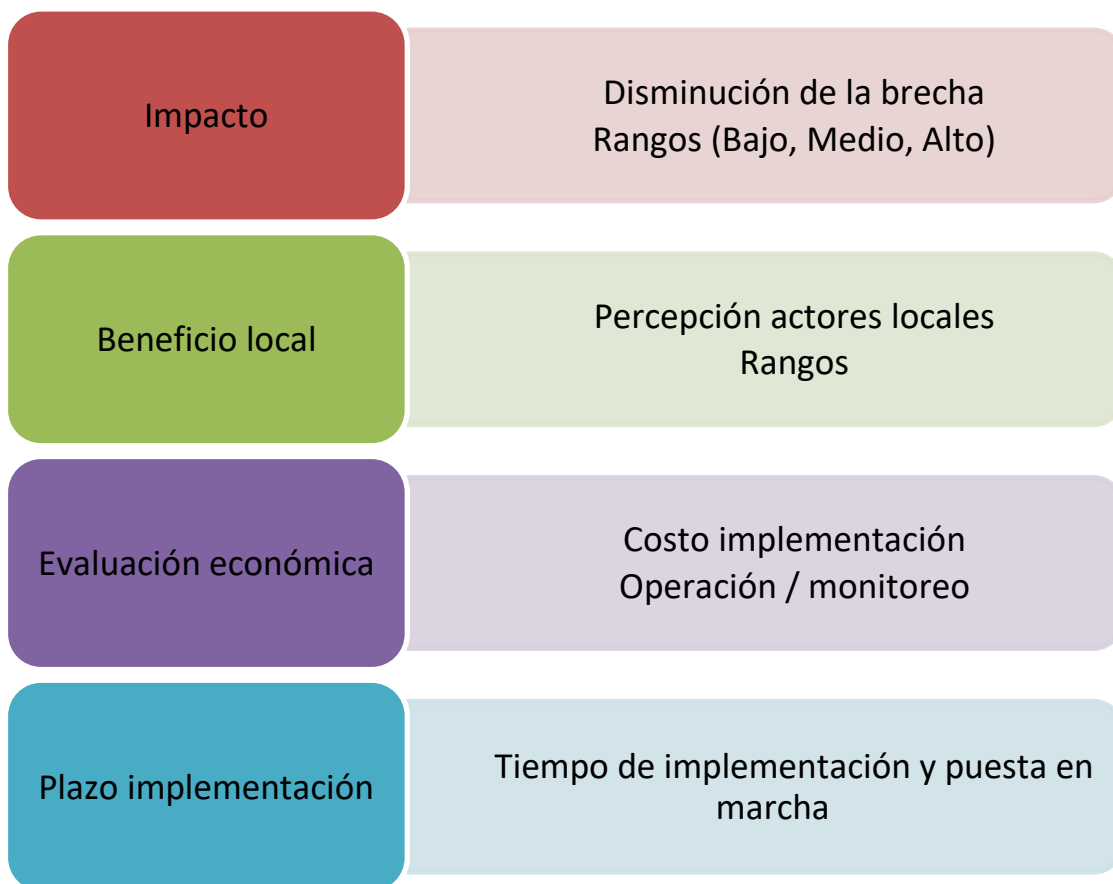 Impacto
Disminución de la brecha
Rangos (Bajo, Medio, Alto)
Beneficio local
Percepción actores locales
Rangos
Evaluación económica
Costo implementación
Operación / monitoreo
Plazo implementación
Tiempo de implementación y puesta en
marcha